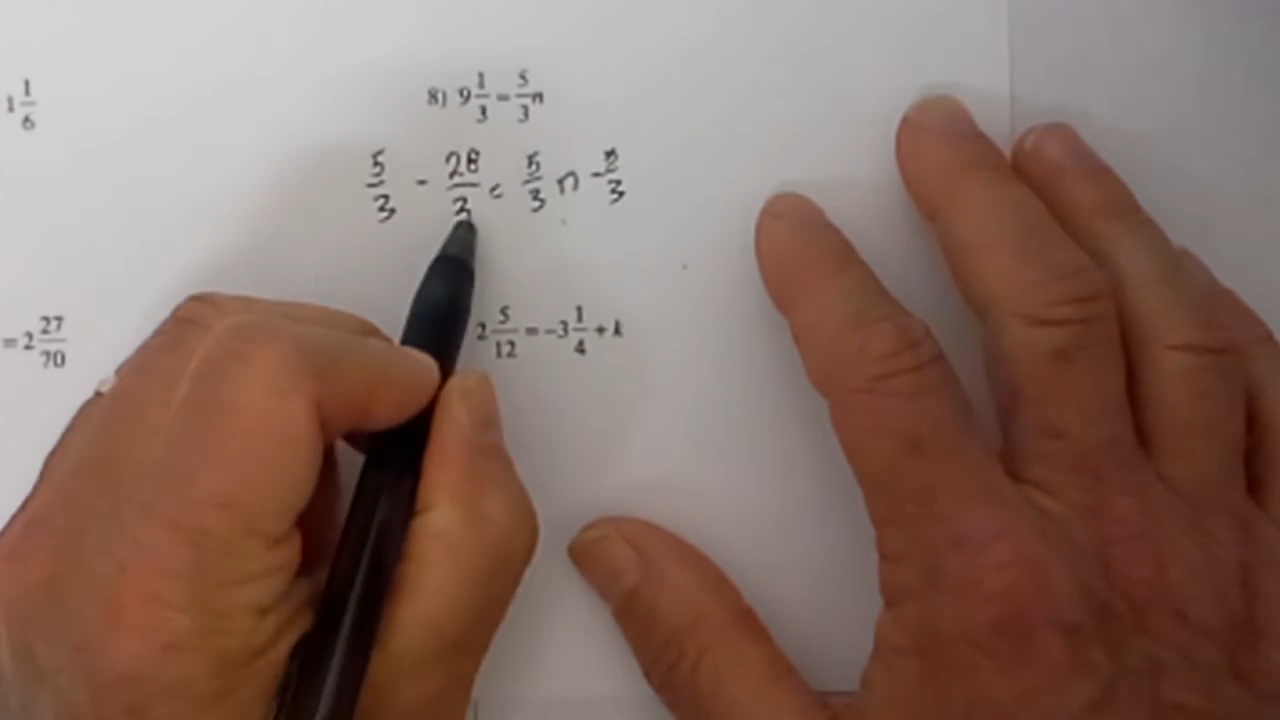 1 1/6
8) 9 1/3 = 5/3 n
5/3 - 28/3 = 5/3 n - 5/3
= 2 27/70
2 5/12 = -3 1/4 + k